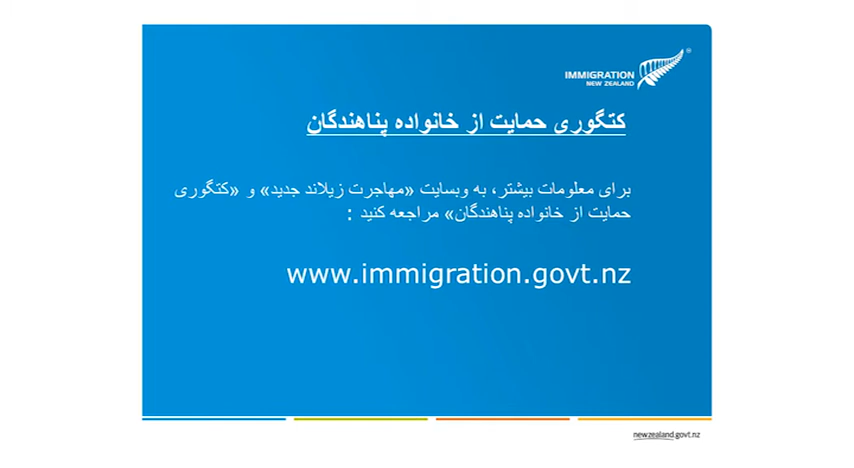 IMMIGRATION
NEW ZEALAND
کتگوری حمایت از خانواده پناهندگان
برای معلومات بیشتر، به وبسایت «مهاجرت زیلاند جدید» و «کتگوری
حمایت از خانواده پناهندگان» مراجعه کنید :
www.immigration.govt.nz
newzealand.govt.nz